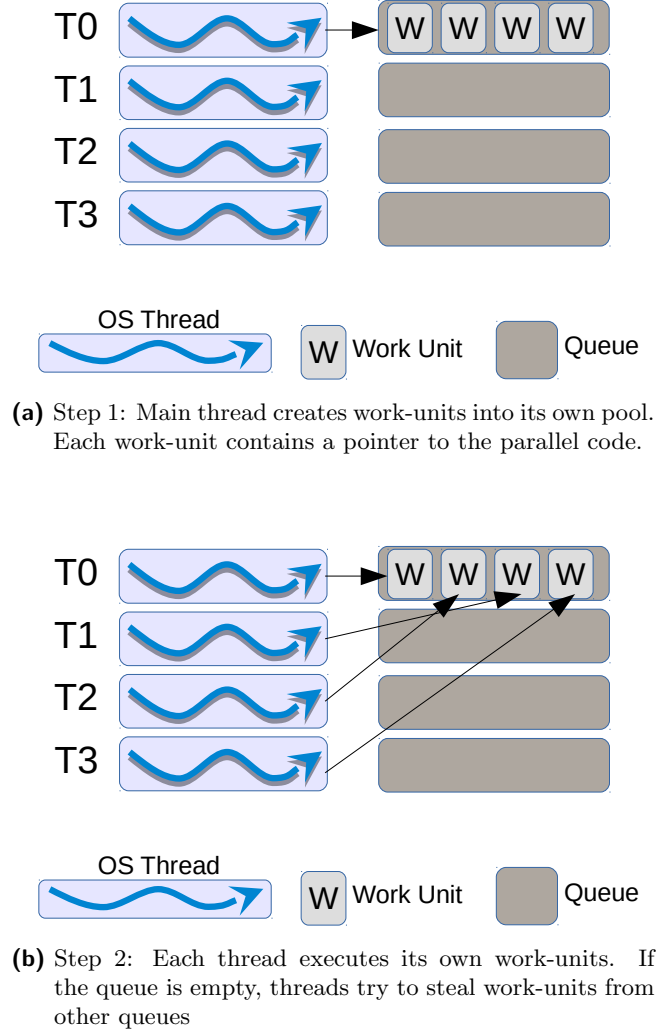 T0 W W W W
T1
T2
T3
OS Thread
W Work Unit Queue
(a) Step 1: Main thread creates work-units into its own pool.
Each work-unit contains a pointer to the parallel code.
T0 W W W W
T1
T2
T3
OS Thread
W Work Unit Queue
(b) Step 2: Each thread executes its own work-units. If
the queue is empty, threads try to steal work-units from
other queues